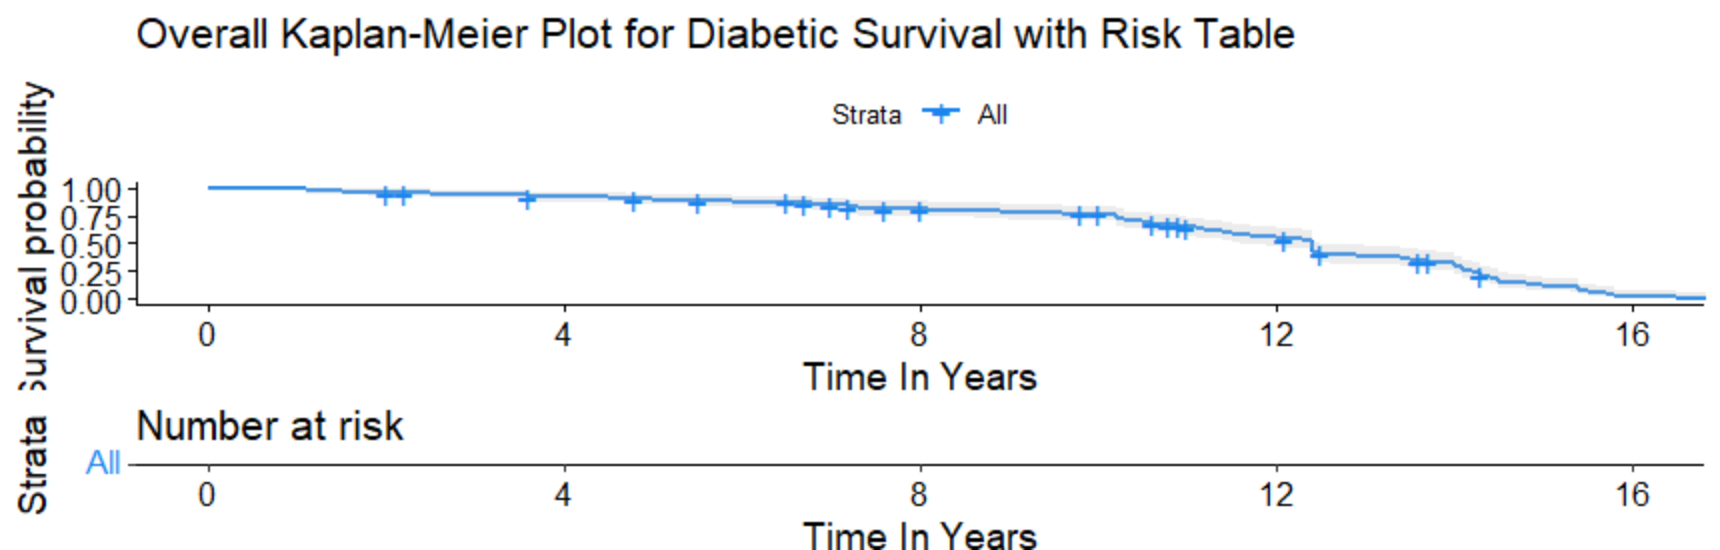 Overall Kaplan-Meier Plot for Diabetic Survival with Risk Table
Strata All
Survival probability
1.00
0.75
0.50
0.25
0.00
0 4 8 12 16
Time In Years
Number at risk
Strata
All
0 4 8 12 16
Time In Years